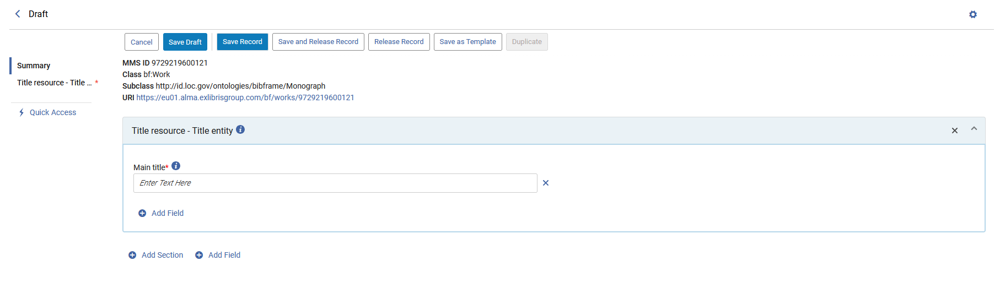 Draft
Cancel Save Draft Save Record Save and Release Record Release Record Save as Template Duplicate
Summary
Title resource - Title ... *
Quick Access
MMS ID 9729219600121
Class bf:Work
Subclass http://id.loc.gov/ontologies/bibframe/Monograph
URI https://eu01.alma.exlibrisgroup.com/bf/works/9729219600121
Title resource - Title entity
Main title*
Enter Text Here
Add Field
Add Section Add Field